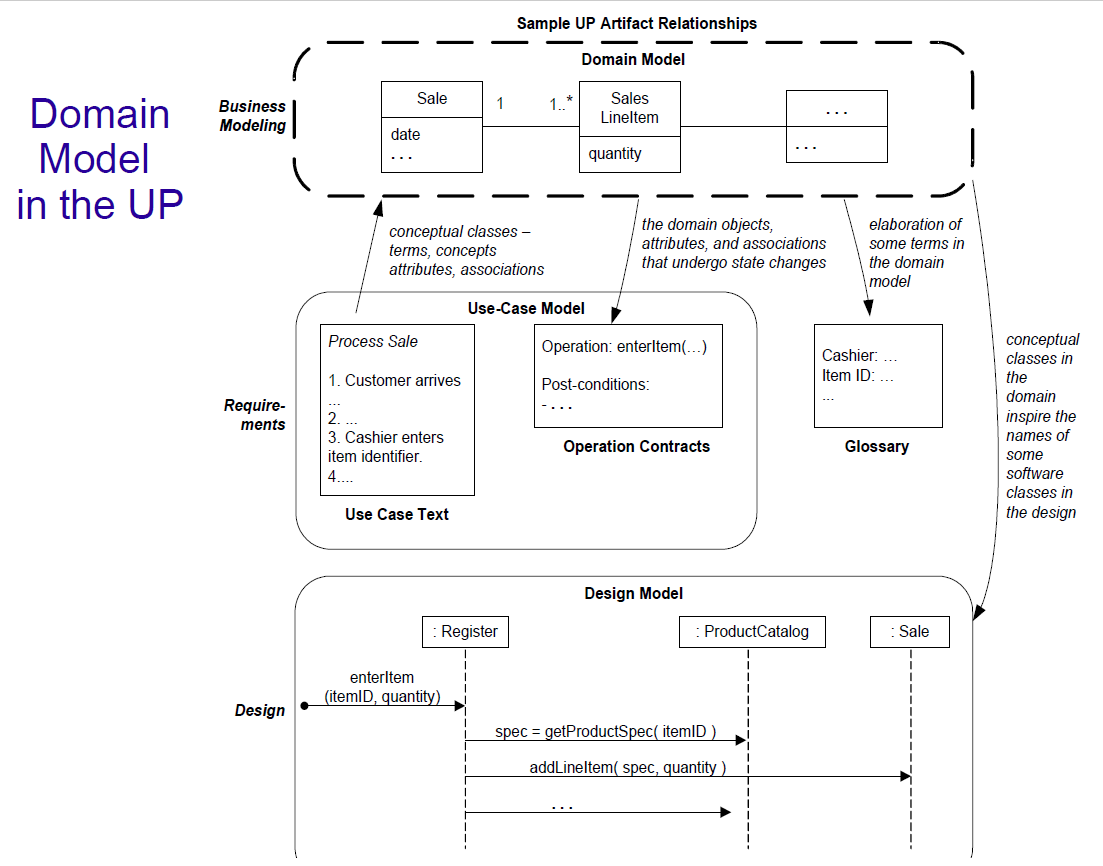 Sample UP Artifact Relationships
Domain
Model
in the UP
Domain Model
Business
Modeling
Sale
date
. . .
1
1..*
Sales
LineItem
quantity
. . .
. . .
conceptual classes –
terms, concepts
attributes, associations
the domain objects,
attributes, and associations
that undergo state changes
elaboration of
some terms in
the domain
model
Use-Case Model
Require-
ments
Process Sale
1. Customer arrives
...
2. ...
3. Cashier enters
item identifier.
4....
Use Case Text
Operation: enterItem(…)
Post-conditions:
- . . .
Operation Contracts
Cashier: …
Item ID: …
...
Glossary
conceptual
classes in
the
domain
inspire the
names of
some
software
classes in
the design
Design Model
Design
: Register
: ProductCatalog
: Sale
enterItem
(itemID, quantity)
spec = getProductSpec( itemID )
addLineItem( spec, quantity )
. . .